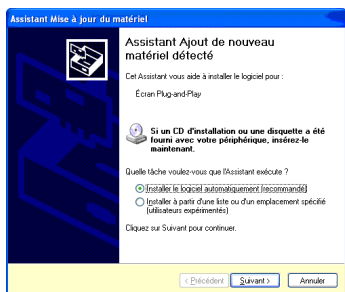 Assistant Mise à jour du matériel
Assistant Ajout de nouveau
matériel détecté
Cet Assistant vous aide à installer le logiciel pour :
Écran Plug-and-Play
Si un CD d'installation ou une disquette a été
fourni avec votre périphérique, insérez-le
maintenant.
Quelle tâche voulez-vous que l'Assistant exécute ?
Installer le logiciel automatiquement (recommandé)
Installer à partir d'une liste ou d'un emplacement spécifié
(utilisateurs expérimentés)
Cliquez sur Suivant pour continuer.
< Précédent
Suivant >
Annuler